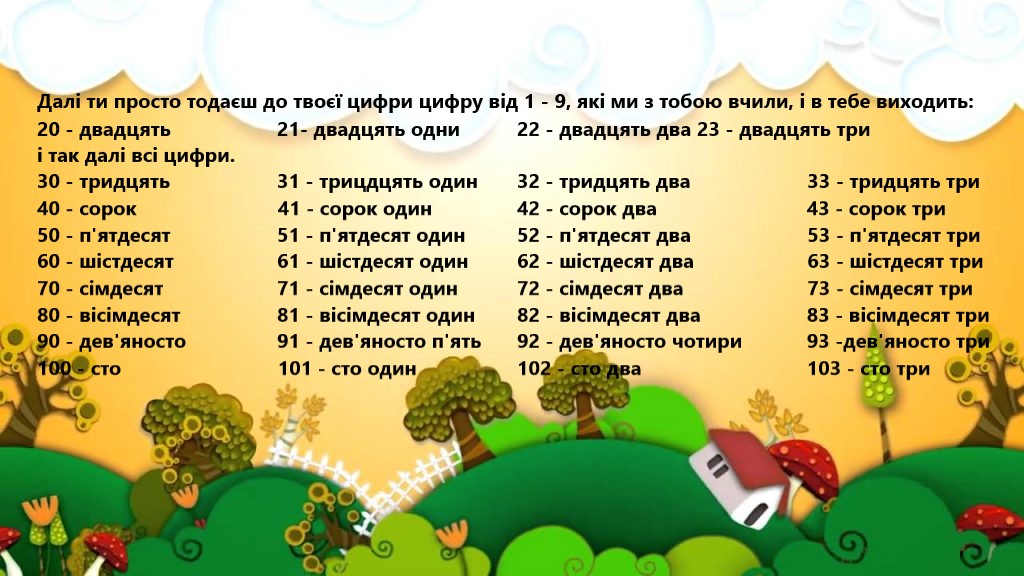 Далі ти просто тодаєш до твоєї цифри цифру від 1 - 9, які ми з тобою вчили, і в тебе виходить:
20 - двадцять 21- двадцять одни 22 - двадцять два 23 - двадцять три
і так далі всі цифри.
30 - тридцять 31 - трицдцять один 32 - тридцять два 33 - тридцять три
40 - сорок 41 - сорок один 42 - сорок два 43 - сорок три
50 - п'ятдесят 51 - п'ятдесят один 52 - п'ятдесят два 53 - п'ятдесят три
60 - шістдесят 61 - шістдесят один 62 - шістдесят два 63 - шістдесят три
70 - сімдесят 71 - сімдесят один 72 - сімдесят два 73 - сімдесят три
80 - вісімдесят 81 - вісімдесят один 82 - вісімдесят два 83 - вісімдесят три
90 - дев'яносто 91 - дев'яносто п'ять 92 - дев'яносто чотири 93 -дев'яносто три
100 - сто 101 - сто один 102 - сто два 103 - сто три